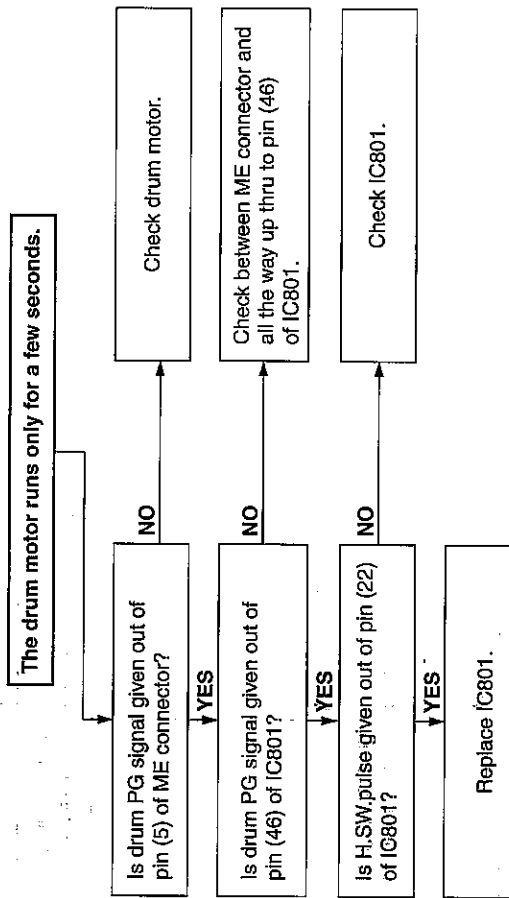 The drum motor runs only for a few seconds.
Is drum PG signal given out of
pin (5) of ME connector?
NO
Check drum motor.
YES
Is drum PG signal given out of
pin (46) of IC801?
NO
Check between ME connector and
all the way up thru to pin (46)
of IC801.
YES
Is H.SW.pulse given out of pin (22)
of IC801?
NO
Check IC801.
YES
Replace IC801.